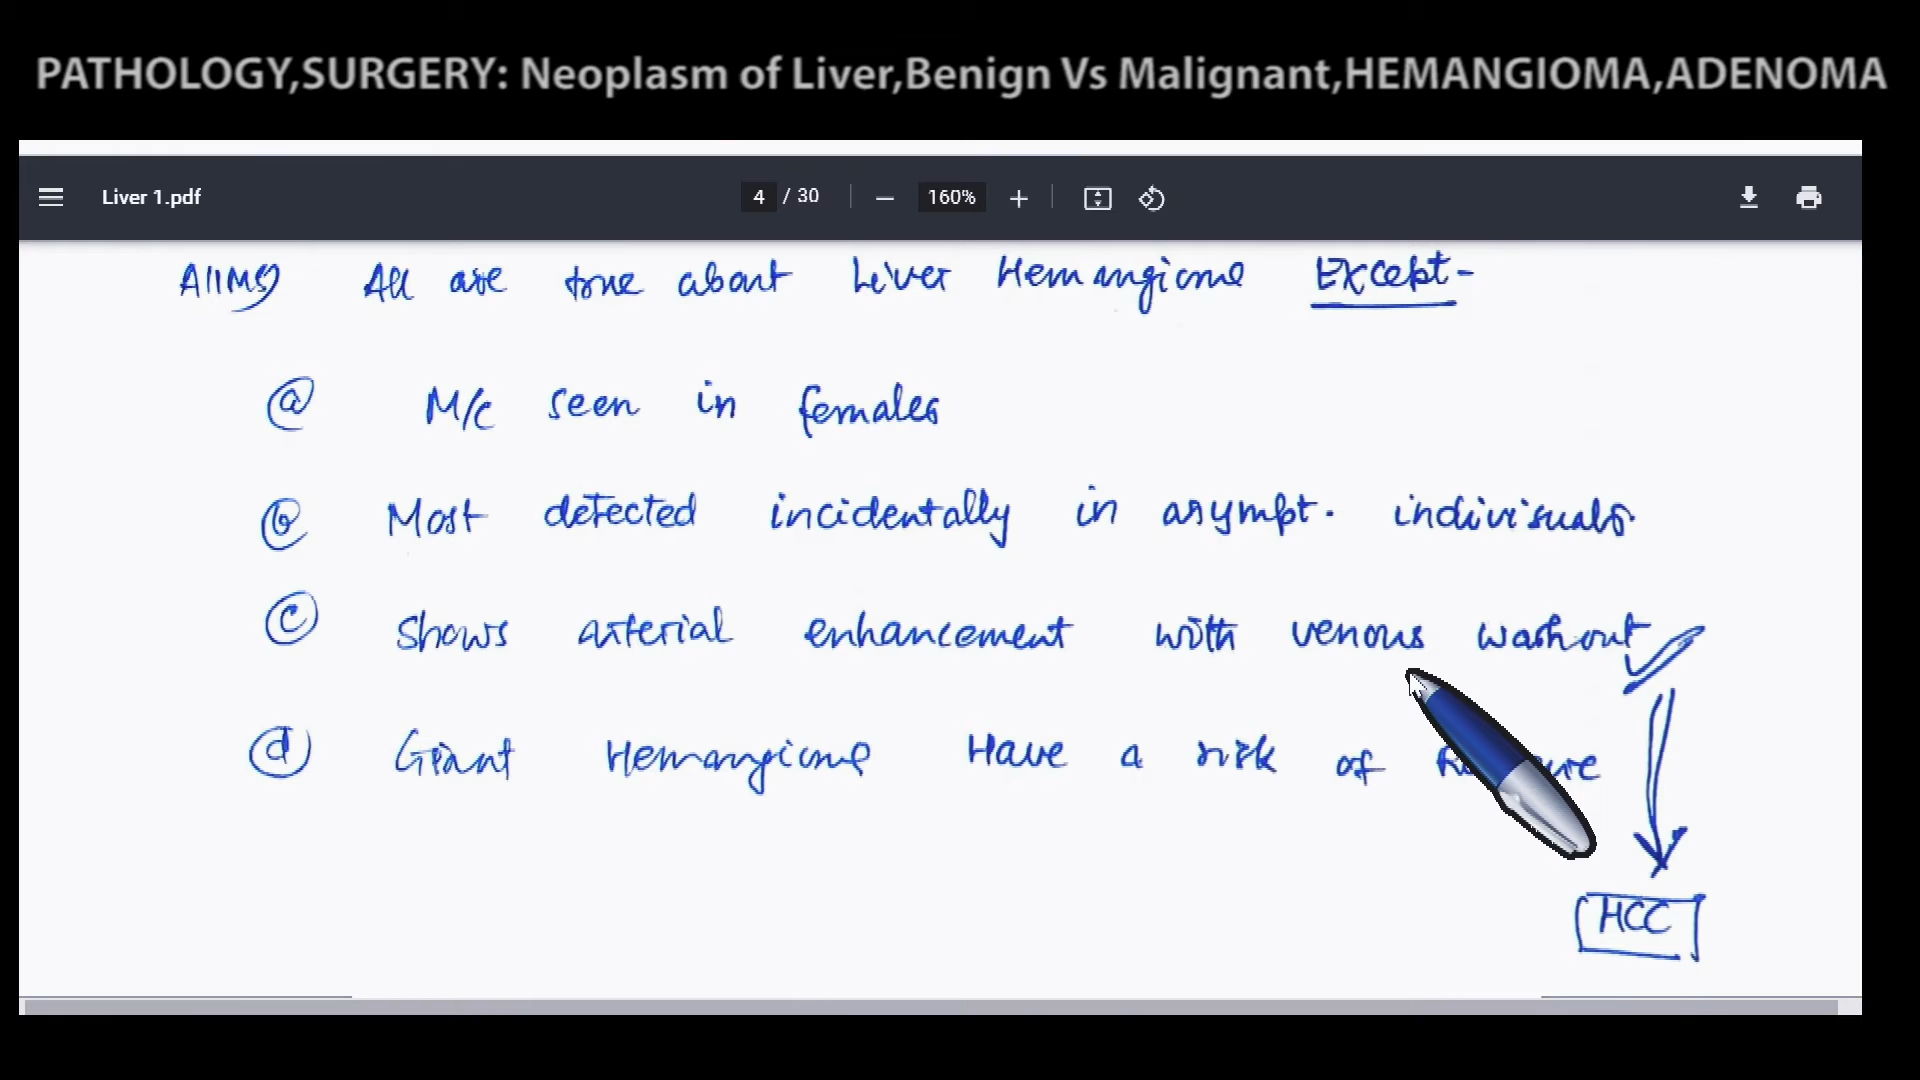 PATHOLOGY,SURGERY: Neoplasm of Liver,Benign Vs Malignant,HEMANGIOMA,ADENOMA
Liver 1.pdf 4 / 30 160%
AIIMS All are true about Liver Hemangioma Except-
(a) M/c seen in females
(b) Most detected incidentally in asympt. indivisuals
(c) Shows arterial enhancement with venous washout
(d) Giant Hemangioma Have a risk of
HCC